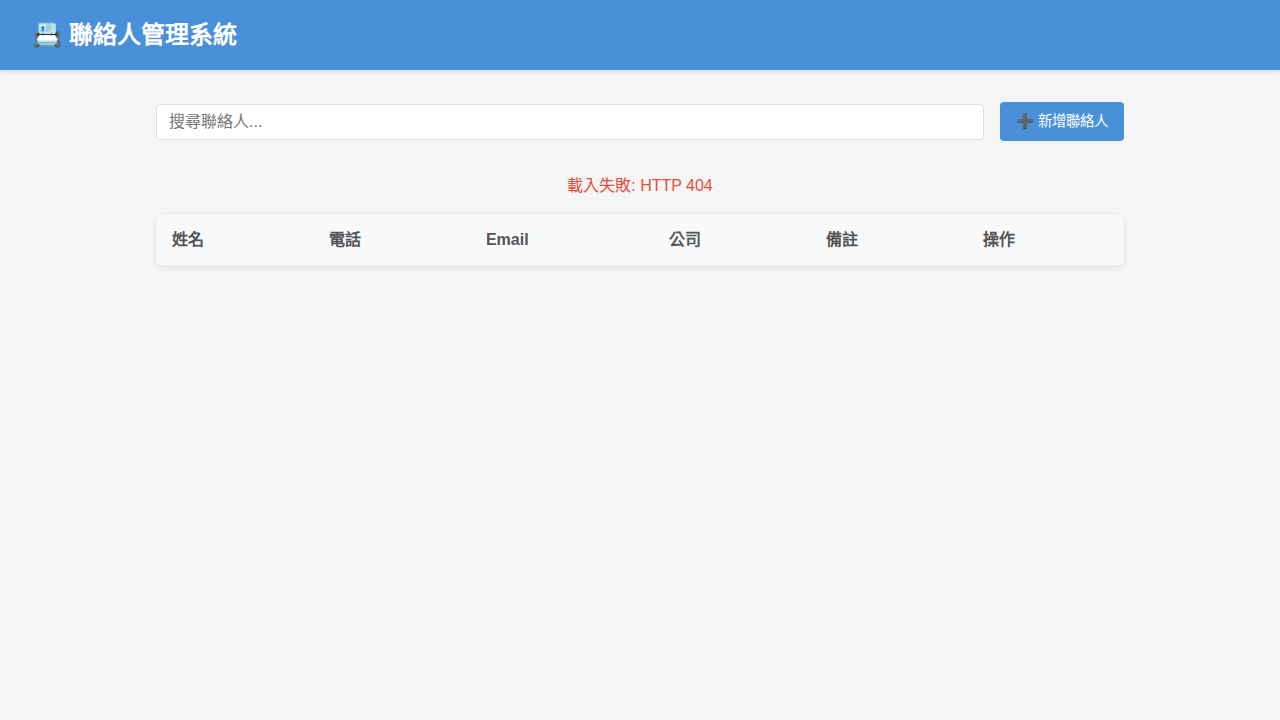 📇 聯絡人管理系統
搜尋聯絡人...
➕ 新增聯絡人
載入失敗: HTTP 404
姓名 電話 Email 公司 備註 操作